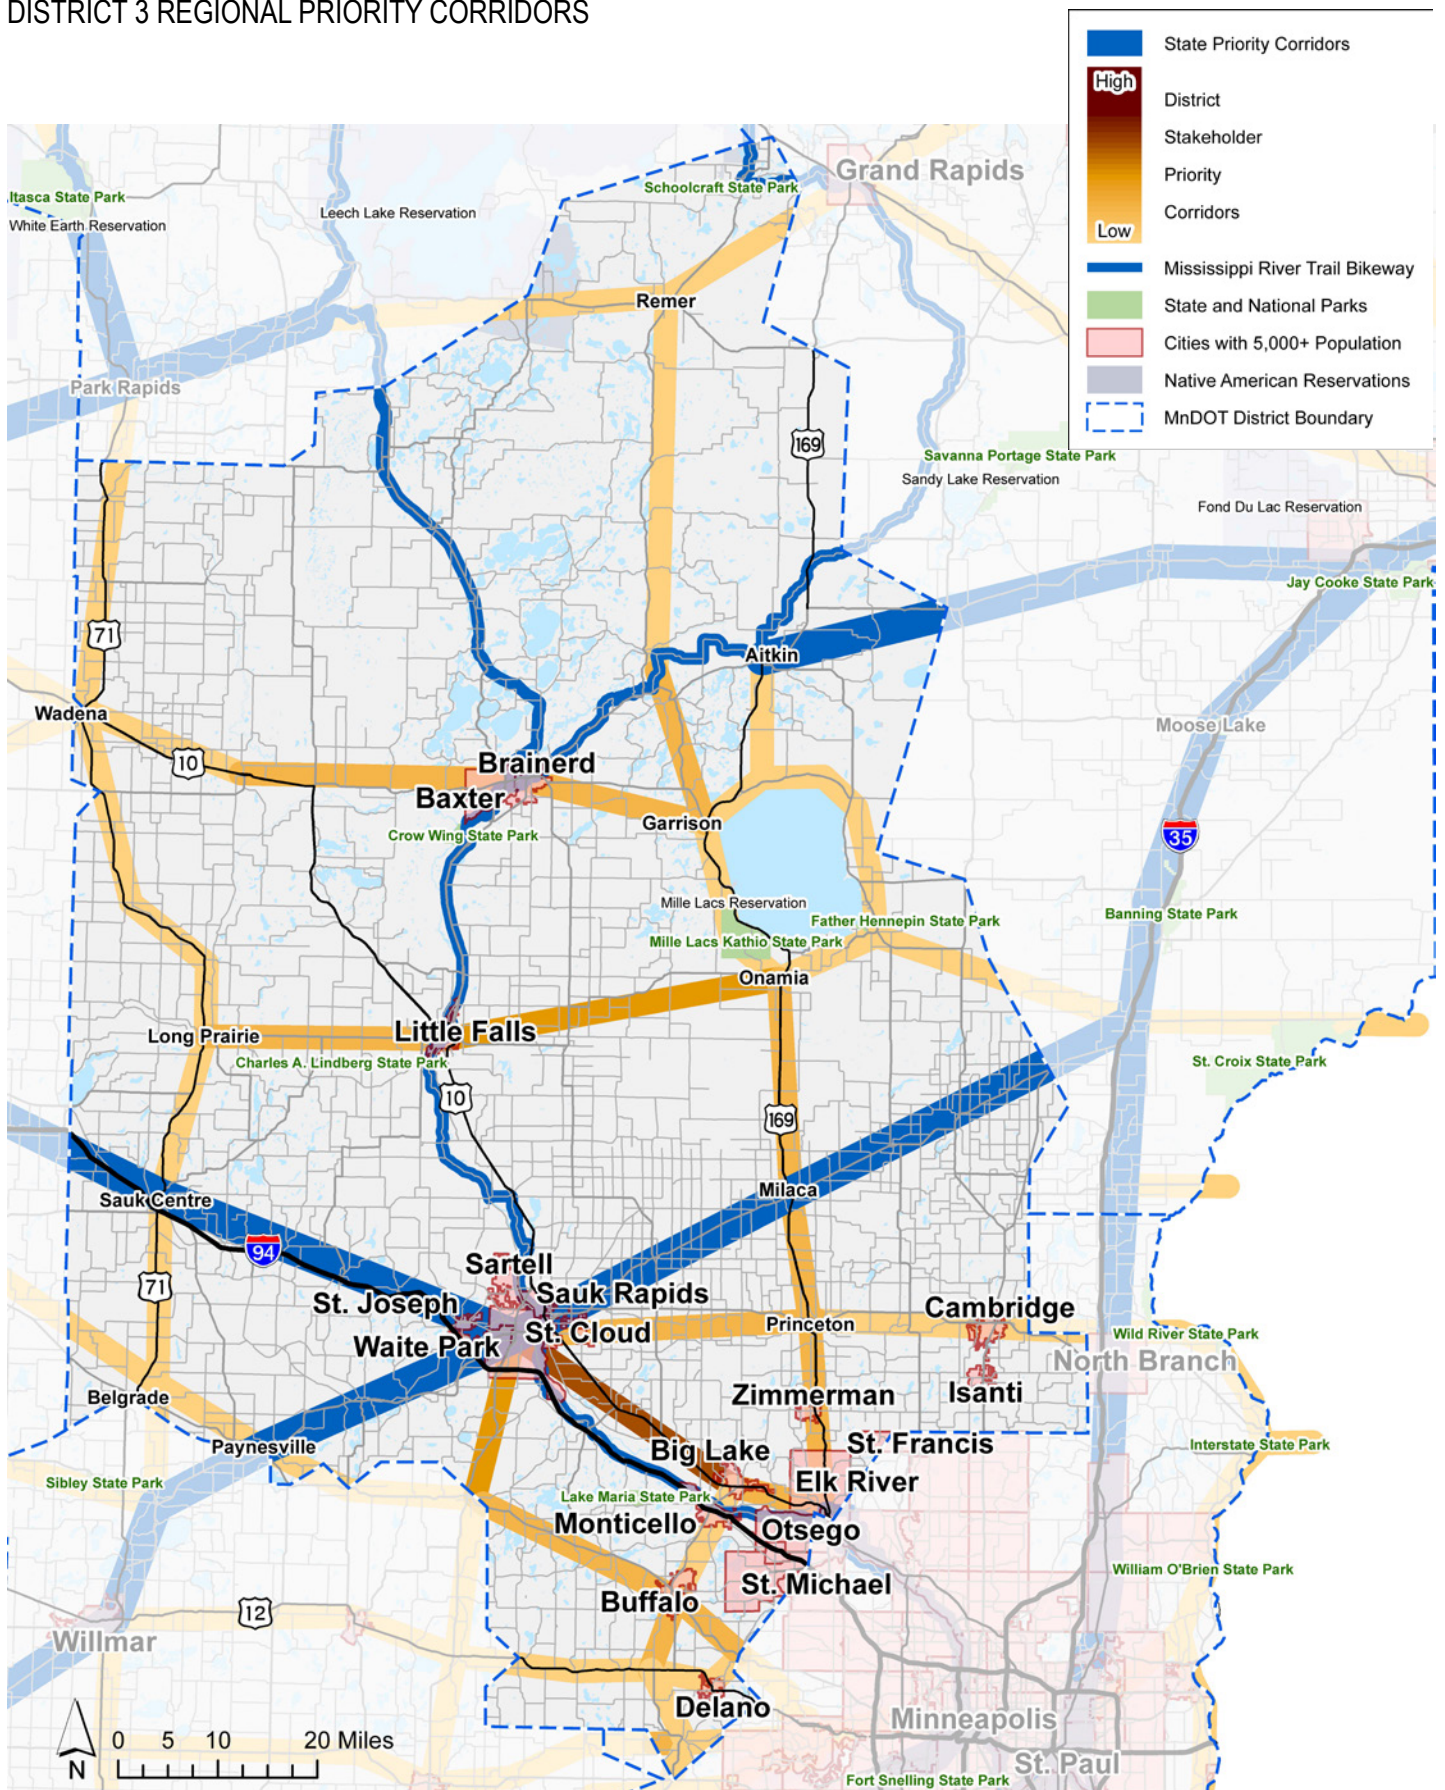 DISTRICT 3 REGIONAL PRIORITY CORRIDORS
State Priority Corridors
High
District
Stakeholder
Priority
Corridors
Low
Mississippi River Trail Bikeway
State and National Parks
Cities with 5,000+ Population
Native American Reservations
MnDOT District Boundary
Grand Rapids
Schoolcraft State Park
Itasca State Park
White Earth Reservation
Leech Lake Reservation
Remer
Park Rapids
169
Savanna Portage State Park
Sandy Lake Reservation
Fond Du Lac Reservation
Jay Cooke State Park
71
Aitkin
Wadena
Moose Lake
10
Brainerd
Baxter
Garrison
Crow Wing State Park
35
Mille Lacs Reservation
Father Hennepin State Park
Banning State Park
Mille Lacs Kathio State Park
Onamia
Little Falls
Long Prairie
Charles A. Lindberg State Park
St. Croix State Park
10
169
Milaca
Sauk Centre
94
71
Sartell
Sauk Rapids
St. Joseph
St. Cloud
Waite Park
Princeton
Cambridge
Wild River State Park
North Branch
Isanti
Belgrade
Zimmerman
Paynesville
St. Francis
Interstate State Park
Big Lake
Elk River
Sibley State Park
Lake Maria State Park
Monticello
Otsego
William O'Brien State Park
St. Michael
Buffalo
12
Willmar
Delano
Minneapolis
St. Paul
Fort Snelling State Park
0 5 10 20 Miles
N